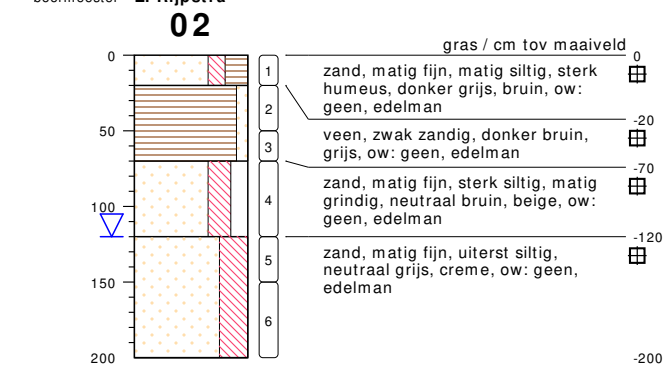 boormeester
02
gras / cm tov maaiveld
0
0
1
zand, matig fijn, matig siltig, sterk
humeus, donker grijs, bruin, ow:
geen, edelman
-20
2
50
veen, zwak zandig, donker bruin,
grijs, ow: geen, edelman
3
-70
zand, matig fijn, sterk siltig, matig
grindig, neutraal bruin, beige, ow:
geen, edelman
4
100
-120
5
zand, matig fijn, uiterst siltig,
neutraal grijs, creme, ow: geen,
edelman
150
6
200
-200